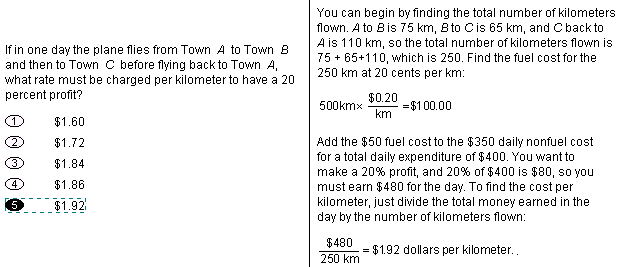 If in one day the plane flies from Town A to Town B
and then to Town C before flying back to Town A,
what rate must be charged per kilometer to have a 20
percent profit?
1 $1.60
2 $1.72
3 $1.84
4 $1.86
5 $1.92
You can begin by finding the total number of kilometers
flown. A to B is 75 km, B to C is 65 km, and C back to
A is 110 km, so the total number of kilometers flown is
75 + 65+110, which is 250. Find the fuel cost for the
250 km at 20 cents per km:
500km× $0.20/km =$100.00
Add the $50 fuel cost to the $350 daily nonfuel cost
for a total daily expenditure of $400. You want to
make a 20% profit, and 20% of $400 is $80, so you
must earn $480 for the day. To find the cost per
kilometer, just divide the total money earned in the
day by the number of kilometers flown:
$480/250 km = $1.92 dollars per kilometer. .